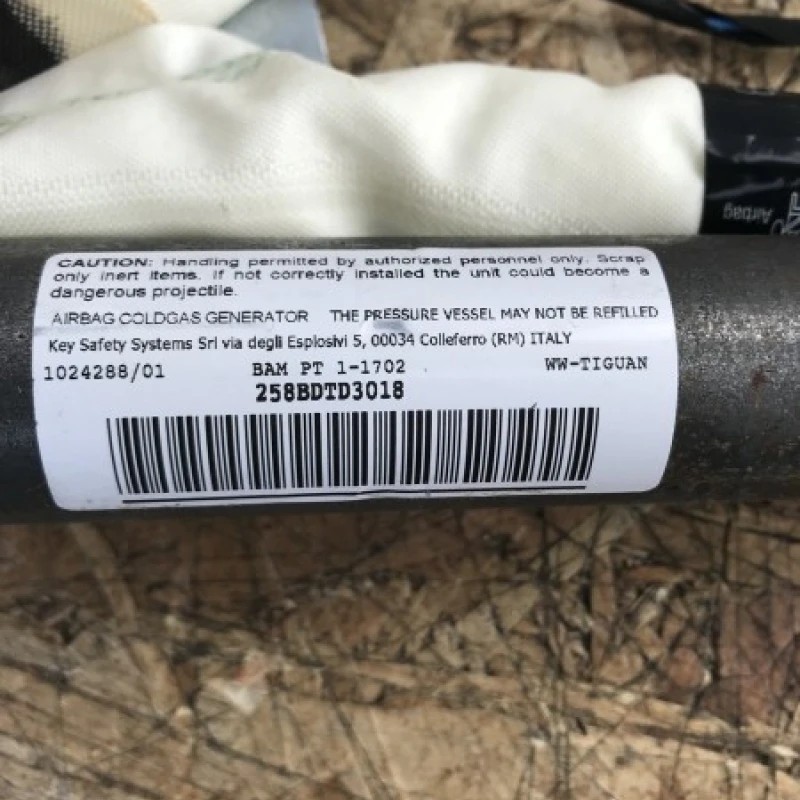 Airbag
CAUTION: Handling permitted by authorized personnel only. Scrap
only inert items. If not correctly installed the unit could become a
dangerous projectile.
AIRBAG COLDGAS GENERATOR THE PRESSURE VESSEL MAY NOT BE REFILLED
Key Safety Systems Srl via degli Esplosivi 5, 00034 Colleferro (RM) ITALY
1024288/01 BAM PT 1-1702 WW-TIGUAN
258BDTD3018